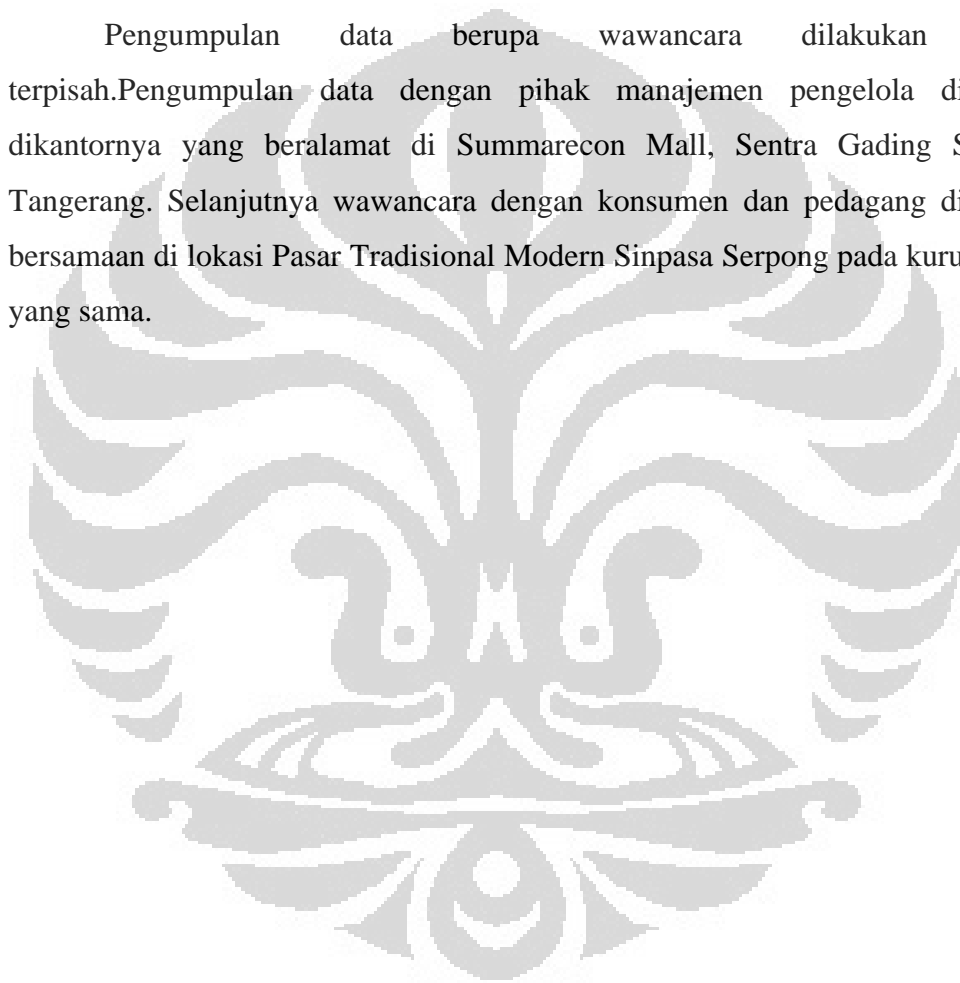 Pengumpulan data berupa wawancara dilakukan
terpisah.Pengumpulan data dengan pihak manajemen pengelola di
dikantornya yang beralamat di Summarecon Mall, Sentra Gading S
Tangerang. Selanjutnya wawancara dengan konsumen dan pedagang di
bersamaan di lokasi Pasar Tradisional Modern Sinpasa Serpong pada kuru
yang sama.